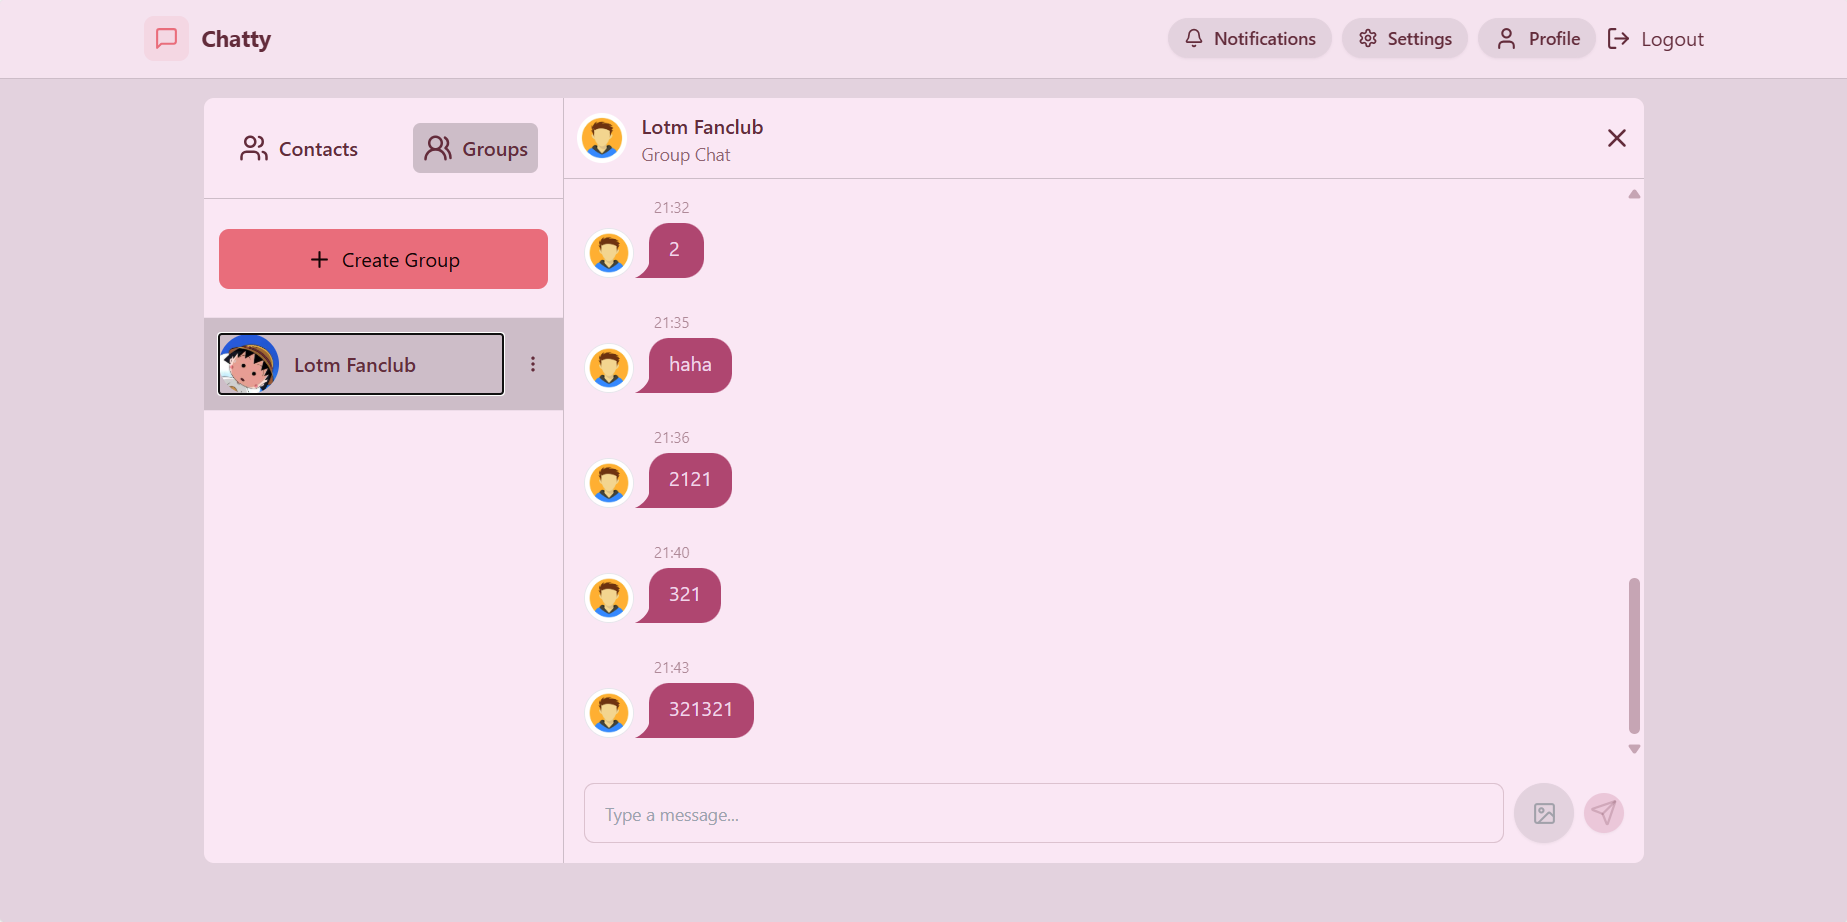 Chatty
Notifications
Settings
Profile
Logout
Contacts
Groups
Create Group
Lotm Fanclub
Lotm Fanclub
Group Chat
21:32
2
21:35
haha
21:36
2121
21:40
321
21:43
321321
Type a message...